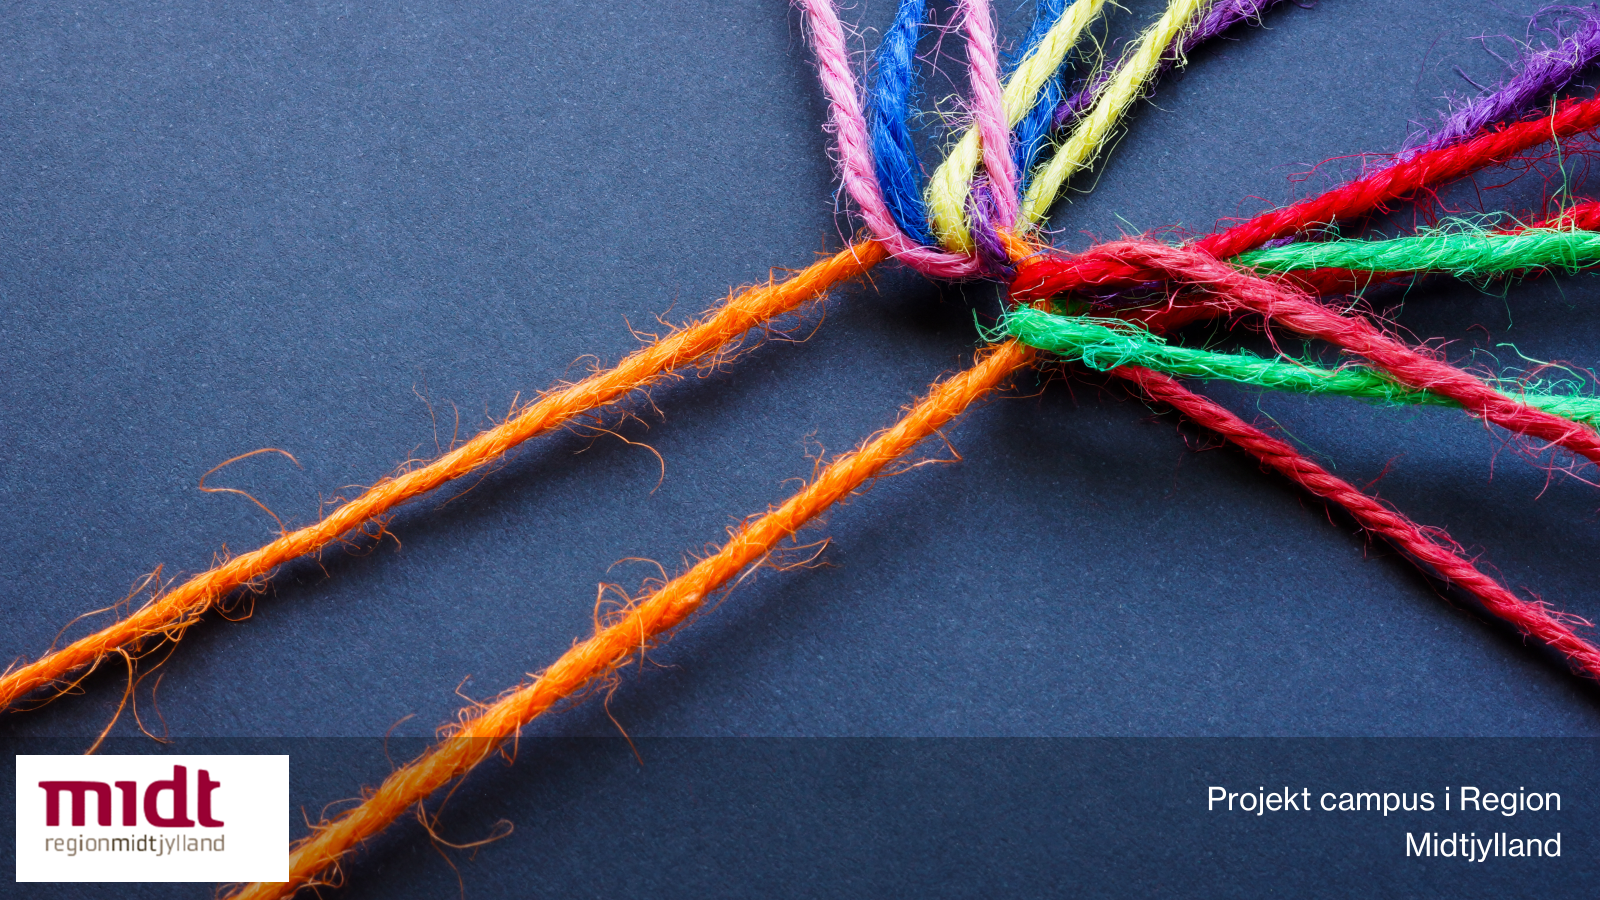 midt
regionmidtjylland
Projekt campus i Region
Midtjylland